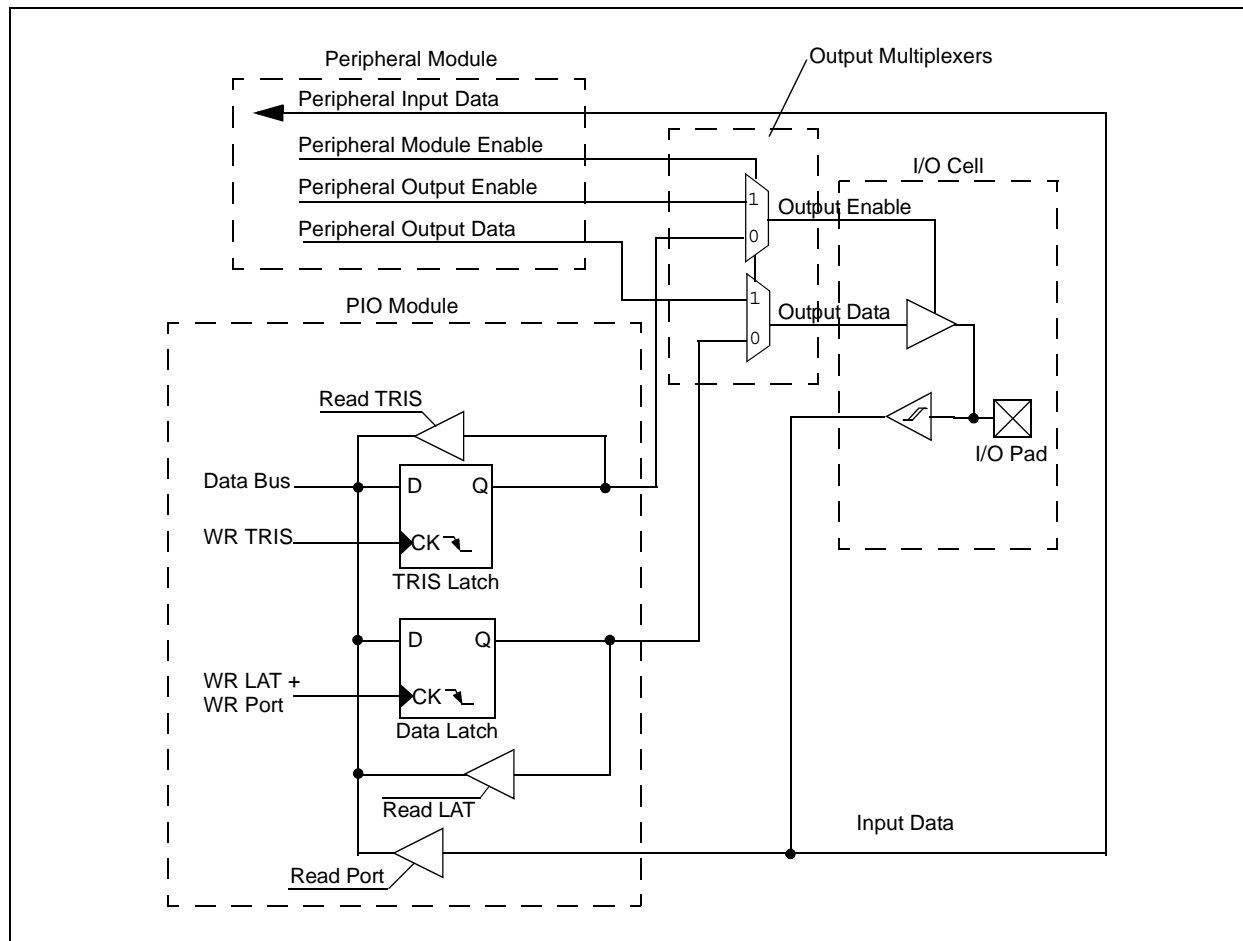 Peripheral Module
Output Multiplexers
Peripheral Input Data
Peripheral Module Enable
Peripheral Output Enable
Peripheral Output Data
1
0
Output Enable
I/O Cell
1
0
Output Data
I/O Pad
PIO Module
Read TRIS
Data Bus
D
Q
WR TRIS
CK
TRIS Latch
D
Q
WR LAT +
WR Port
CK
Data Latch
Read LAT
Input Data
Read Port